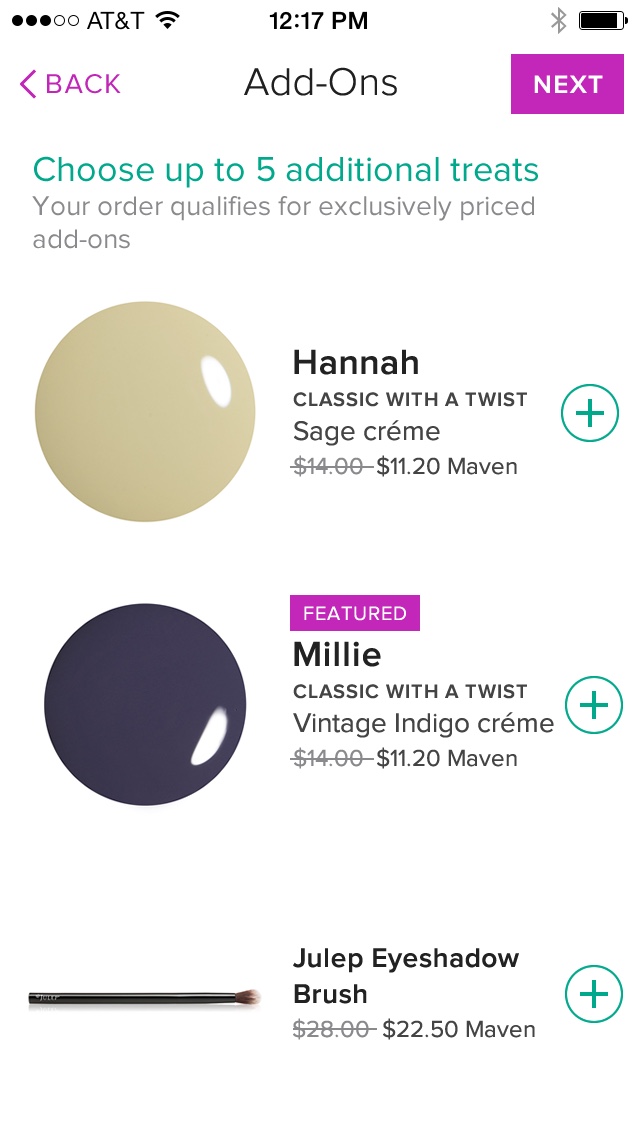 AT&T 12:17 PM
BACK Add-Ons NEXT
Choose up to 5 additional treats
Your order qualifies for exclusively priced
add-ons
Hannah
CLASSIC WITH A TWIST
Sage créme
$14.00 $11.20 Maven
FEATURED
Millie
CLASSIC WITH A TWIST
Vintage Indigo créme
$14.00 $11.20 Maven
JULEP
Julep Eyeshadow
Brush
$28.00 $22.50 Maven